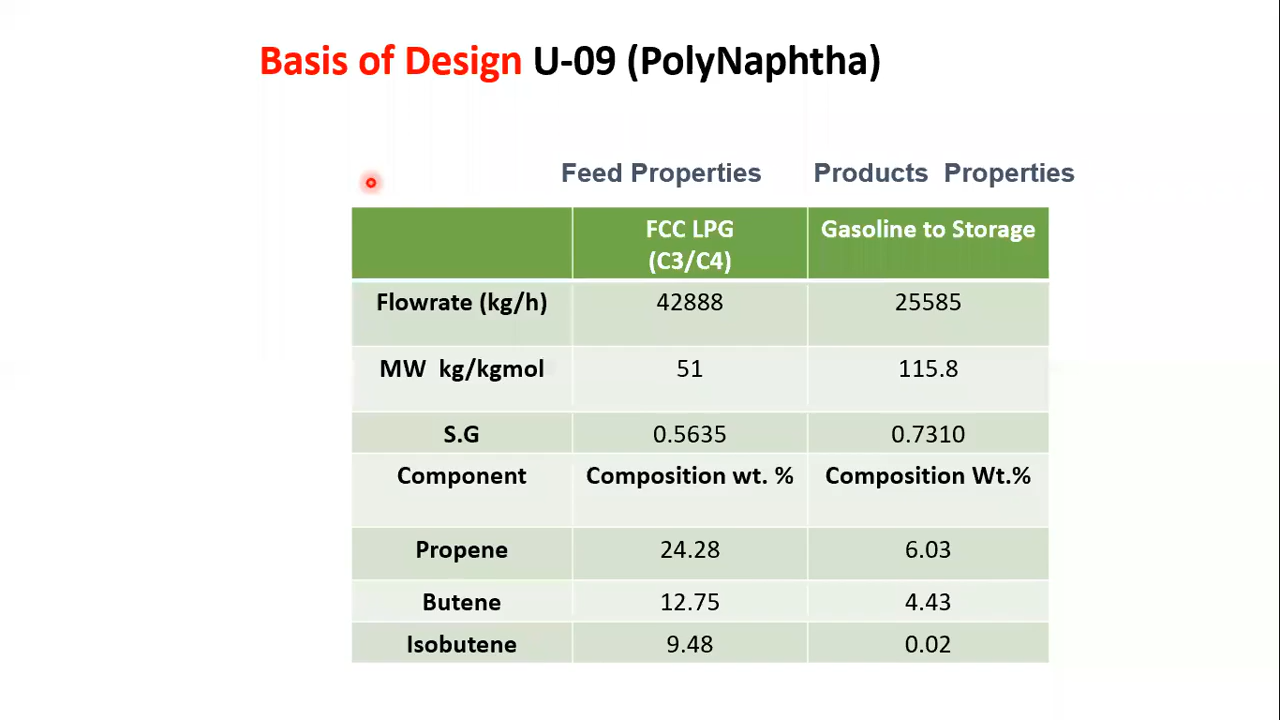 Basis of Design U-09 (PolyNaphtha)
Feed Properties Products Properties
FCC LPG (C3/C4) Gasoline to Storage
Flowrate (kg/h) 42888 25585
MW kg/kgmol 51 115.8
S.G 0.5635 0.7310
Component Composition wt. % Composition Wt.%
Propene 24.28 6.03
Butene 12.75 4.43
Isobutene 9.48 0.02